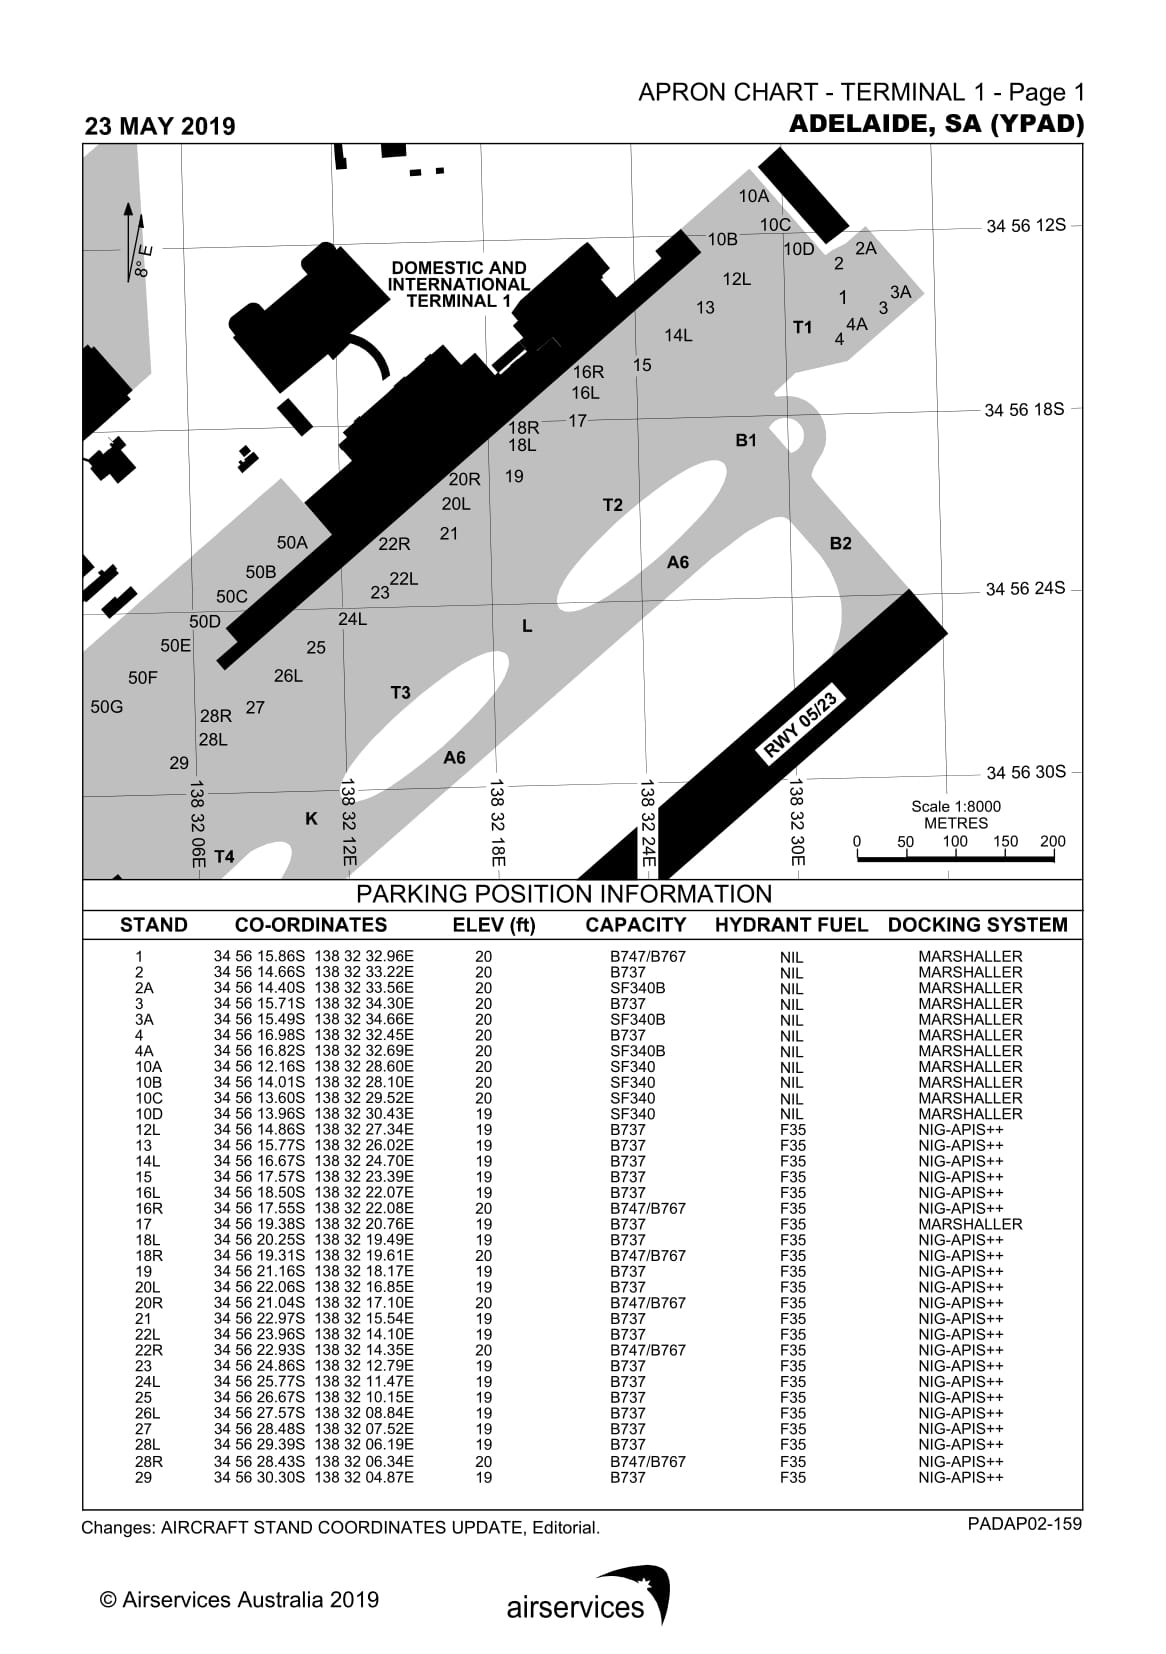 APRON CHART - TERMINAL 1 - Page 1
23 MAY 2019
ADELAIDE, SA (YPAD)
8° E
DOMESTIC AND
INTERNATIONAL
TERMINAL 1
10A
10C
34 56 12S
10B
10D
2A
2
12L
3A
1
13
3
4A
T1
14L
4
15
16R
16L
34 56 18S
17
18R
B1
18L
19
20R
20L
T2
21
50A
22R
B2
A6
50B
22L
34 56 24S
23
50C
24L
50D
L
50E
25
26L
50F
T3
50G
27
28R
RWY 05/23
28L
A6
29
34 56 30S
138 32 06E
138 32 12E
138 32 18E
138 32 24E
138 32 30E
Scale 1:8000
K
METRES
0 50 100 150 200
T4
PARKING POSITION INFORMATION
STAND CO-ORDINATES ELEV (ft) CAPACITY HYDRANT FUEL DOCKING SYSTEM
1 34 56 15.86S 138 32 32.96E 20 B747/B767 NIL MARSHALLER
2 34 56 14.66S 138 32 33.22E 20 B737 NIL MARSHALLER
2A 34 56 14.40S 138 32 33.56E 20 SF340B NIL MARSHALLER
3 34 56 15.71S 138 32 34.30E 20 B737 NIL MARSHALLER
3A 34 56 15.49S 138 32 34.66E 20 SF340B NIL MARSHALLER
4 34 56 16.98S 138 32 32.45E 20 B737 NIL MARSHALLER
4A 34 56 16.82S 138 32 32.69E 20 SF340B NIL MARSHALLER
10A 34 56 12.16S 138 32 28.60E 20 SF340 NIL MARSHALLER
10B 34 56 14.01S 138 32 28.10E 20 SF340 NIL MARSHALLER
10C 34 56 13.60S 138 32 29.52E 20 SF340 NIL MARSHALLER
10D 34 56 13.96S 138 32 30.43E 19 SF340 NIL MARSHALLER
12L 34 56 14.86S 138 32 27.34E 19 B737 F35 NIG-APIS++
13 34 56 15.77S 138 32 26.02E 19 B737 F35 NIG-APIS++
14L 34 56 16.67S 138 32 24.70E 19 B737 F35 NIG-APIS++
15 34 56 17.57S 138 32 23.39E 19 B737 F35 NIG-APIS++
16L 34 56 18.50S 138 32 22.07E 19 B737 F35 NIG-APIS++
16R 34 56 17.55S 138 32 22.08E 20 B747/B767 F35 NIG-APIS++
17 34 56 19.38S 138 32 20.76E 19 B737 F35 MARSHALLER
18L 34 56 20.25S 138 32 19.49E 19 B737 F35 NIG-APIS++
18R 34 56 19.31S 138 32 19.61E 20 B747/B767 F35 NIG-APIS++
19 34 56 21.16S 138 32 18.17E 19 B737 F35 NIG-APIS++
20L 34 56 22.06S 138 32 16.85E 19 B737 F35 NIG-APIS++
20R 34 56 21.04S 138 32 17.10E 20 B747/B767 F35 NIG-APIS++
21 34 56 22.97S 138 32 15.54E 19 B737 F35 NIG-APIS++
22L 34 56 23.96S 138 32 14.10E 19 B737 F35 NIG-APIS++
22R 34 56 22.93S 138 32 14.35E 20 B747/B767 F35 NIG-APIS++
23 34 56 24.86S 138 32 12.79E 19 B737 F35 NIG-APIS++
24L 34 56 25.77S 138 32 11.47E 19 B737 F35 NIG-APIS++
25 34 56 26.67S 138 32 10.15E 19 B737 F35 NIG-APIS++
26L 34 56 27.57S 138 32 08.84E 19 B737 F35 NIG-APIS++
27 34 56 28.48S 138 32 07.52E 19 B737 F35 NIG-APIS++
28L 34 56 29.39S 138 32 06.19E 19 B737 F35 NIG-APIS++
28R 34 56 28.43S 138 32 06.34E 20 B747/B767 F35 NIG-APIS++
29 34 56 30.30S 138 32 04.87E 19 B737 F35 NIG-APIS++
Changes: AIRCRAFT STAND COORDINATES UPDATE, Editorial.
PADAP02-159
© Airservices Australia 2019
airservices